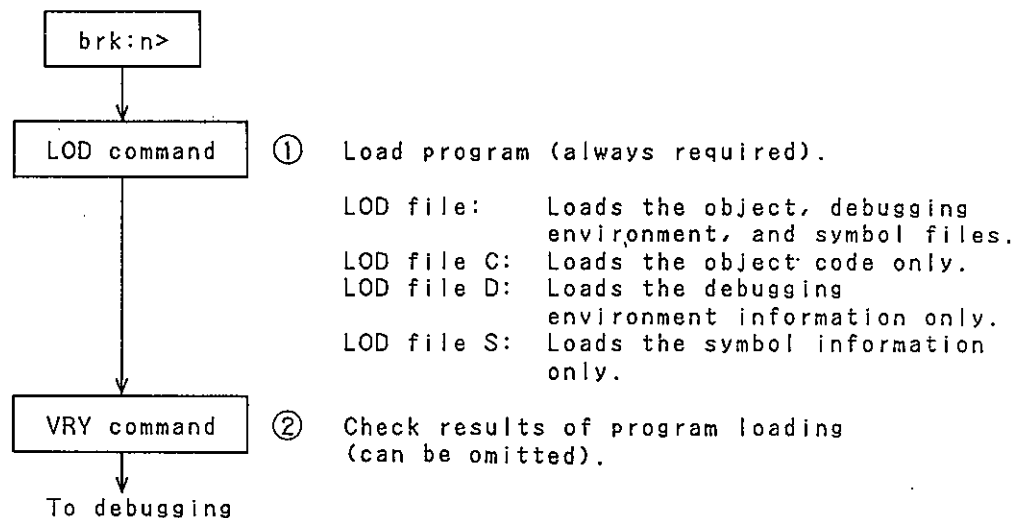 brk:n>
LOD command ① Load program (always required).
LOD file: Loads the object, debugging
environment, and symbol files.
LOD file C: Loads the object code only.
LOD file D: Loads the debugging
environment information only.
LOD file S: Loads the symbol information
only.
VRY command ② Check results of program loading
(can be omitted).
To debugging